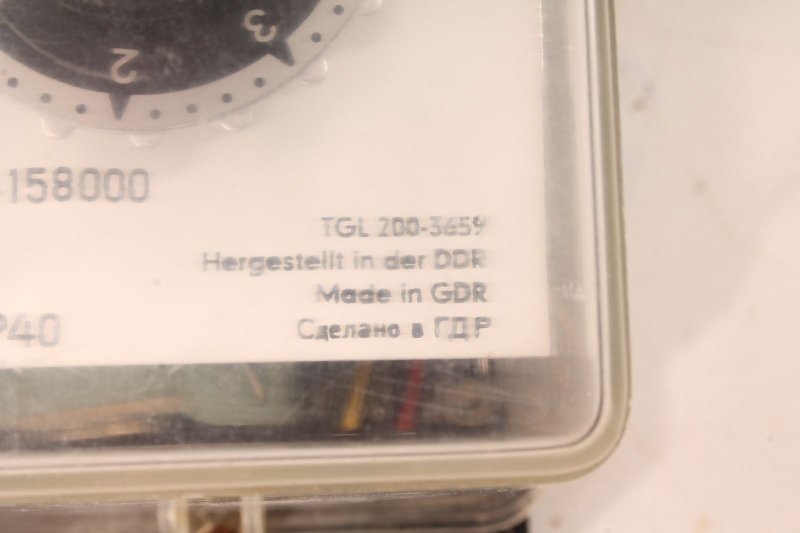 3
2
158000
TGL 200-3659
Hergestellt in der DDR
Made in GDR
P40
Сделано в ГДР